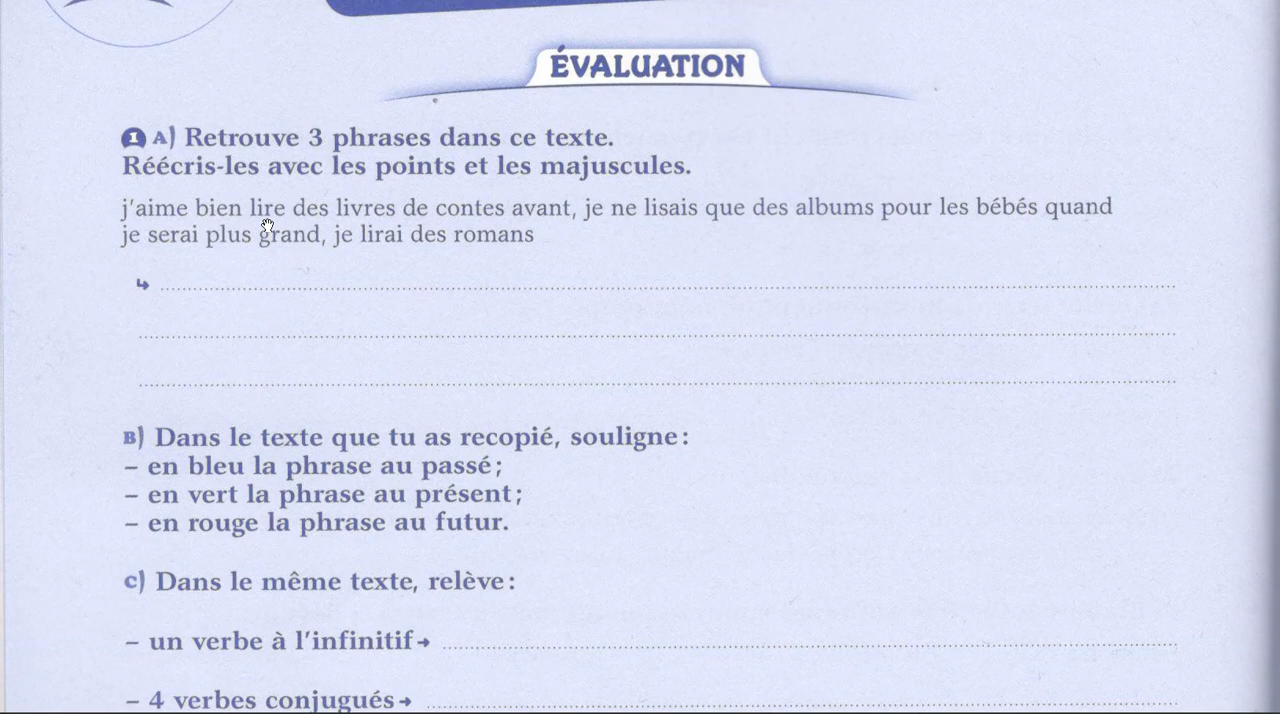 ÉVALUATION
1 A) Retrouve 3 phrases dans ce texte.
Réécris-les avec les points et les majuscules.
j'aime bien lire des livres de contes avant, je ne lisais que des albums pour les bébés quand
je serai plus grand, je lirai des romans
B) Dans le texte que tu as recopié, souligne :
– en bleu la phrase au passé ;
– en vert la phrase au présent ;
– en rouge la phrase au futur.
C) Dans le même texte, relève :
– un verbe à l'infinitif →
– 4 verbes conjugués →